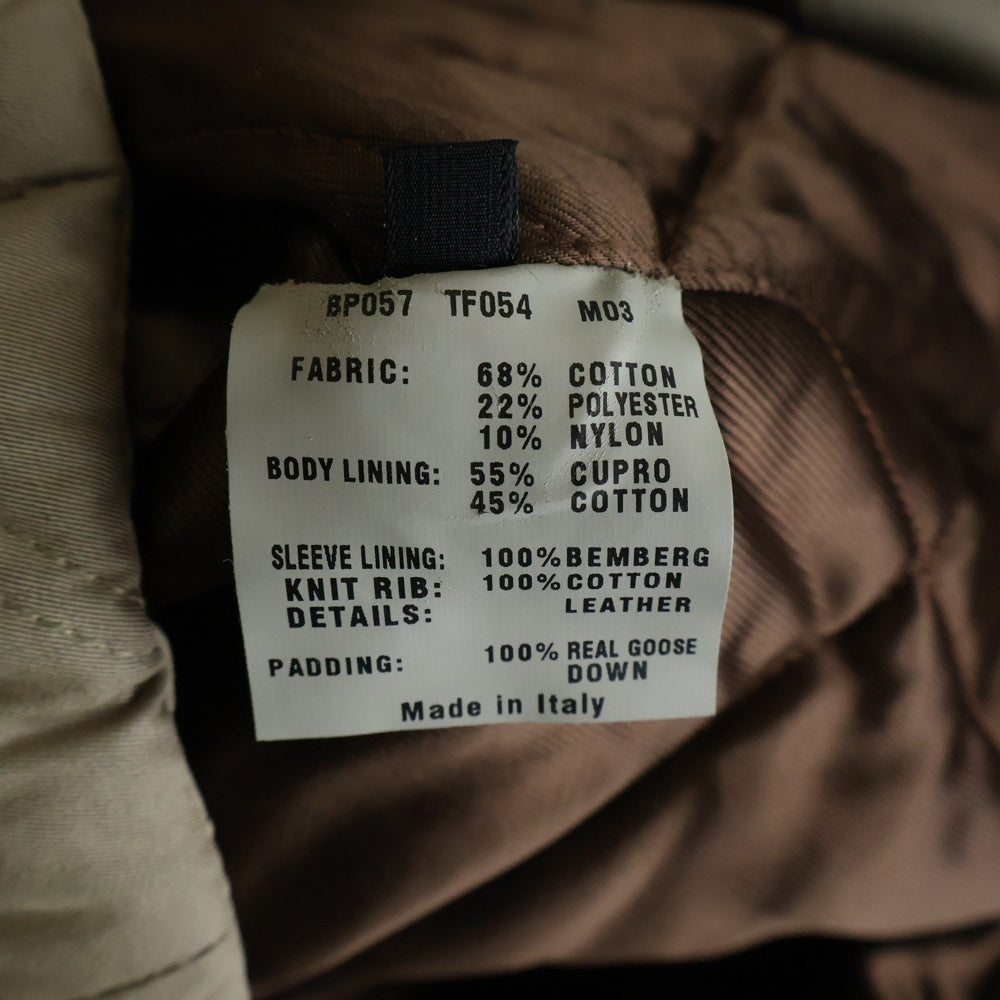 BP057 TF054 M03
FABRIC: 68% COTTON
22% POLYESTER
10% NYLON
BODY LINING: 55% CUPRO
45% COTTON
SLEEVE LINING: 100% BEMBERG
KNIT RIB: 100% COTTON
DETAILS: LEATHER
PADDING: 100% REAL GOOSE
DOWN
Made in Italy